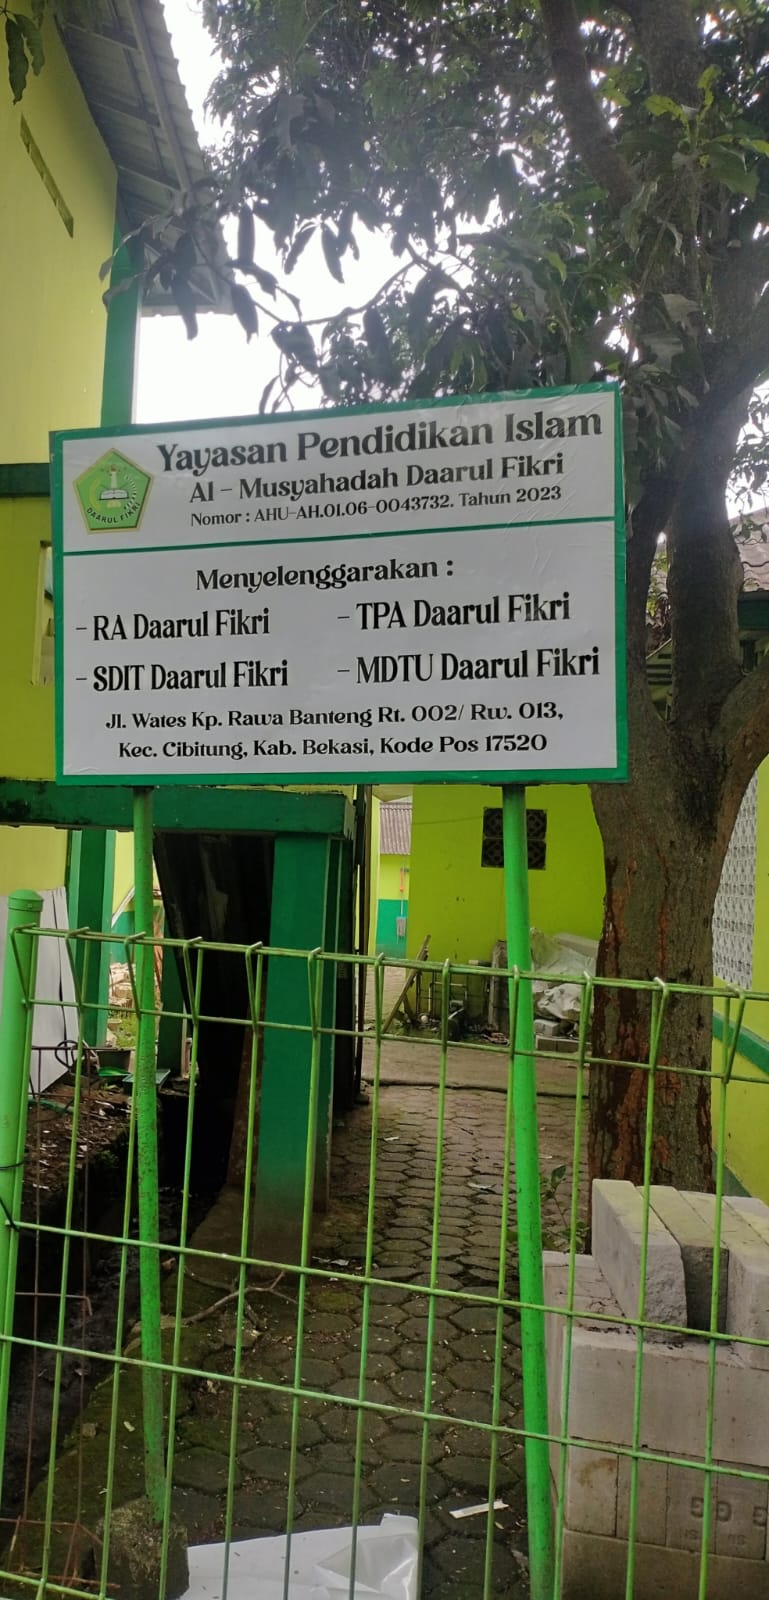 Yayasan Pendidikan Islam
Al - Musyahadah Daarul Fikri
Nomor : AHU-AH.01.06-0043732. Tahun 2023
DAARUL FIKRI
Menyelenggarakan :
- RA Daarul Fikri - TPA Daarul Fikri
- SDIT Daarul Fikri - MDTU Daarul Fikri
Jl. Wates Kp. Rawa Banteng Rt. 002/ Rw. 013,
Kec. Cibitung, Kab. Bekasi, Kode Pos 17520